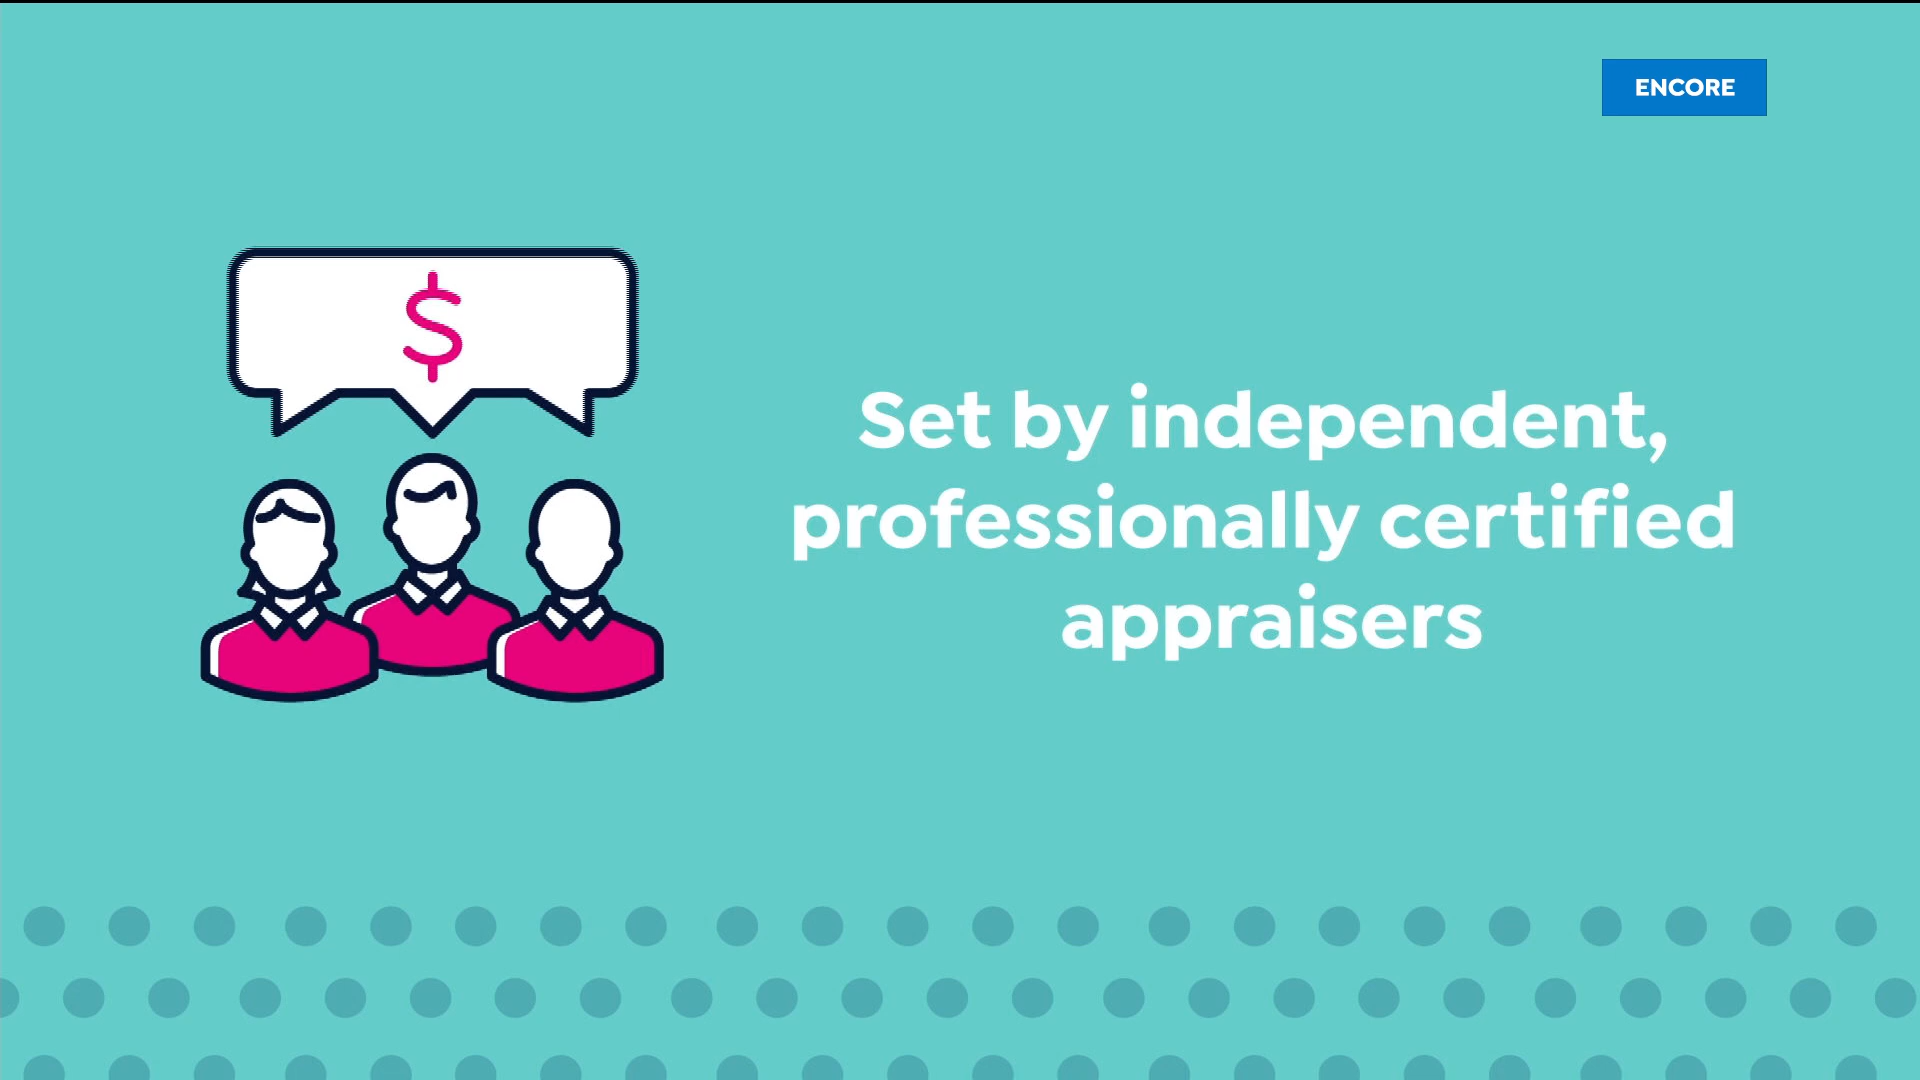 ENCORE
$
Set by independent,
professionally certified
appraisers